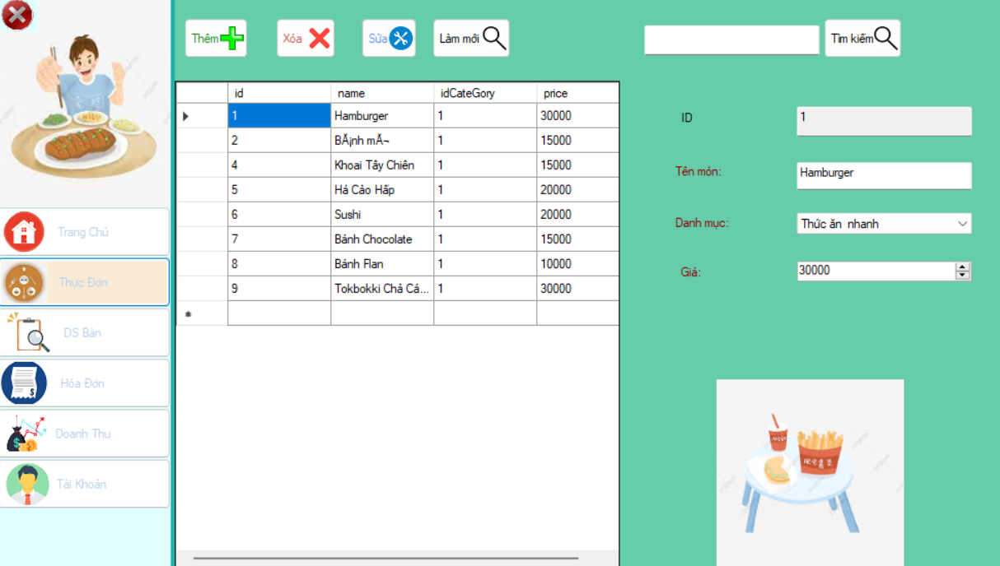 Thêm
Xóa
Sửa
Làm mới
Tìm kiếm
Trang Chủ
Thực Đơn
DS Bàn
Hóa Đơn
Doanh Thu
Tài Khoản
id name idCateGory price
1 Hamburger 1 30000
2 BÃ¡nh mÃ¬ 1 15000
4 Khoai Tây Chiên 1 15000
5 Há Cảo Hấp 1 20000
6 Sushi 1 20000
7 Bánh Chocolate 1 15000
8 Bánh Flan 1 10000
9 Tokbokki Chả Cá... 1 30000
ID 1
Tên món: Hamburger
Danh mục: Thức ăn nhanh
Giá: 30000